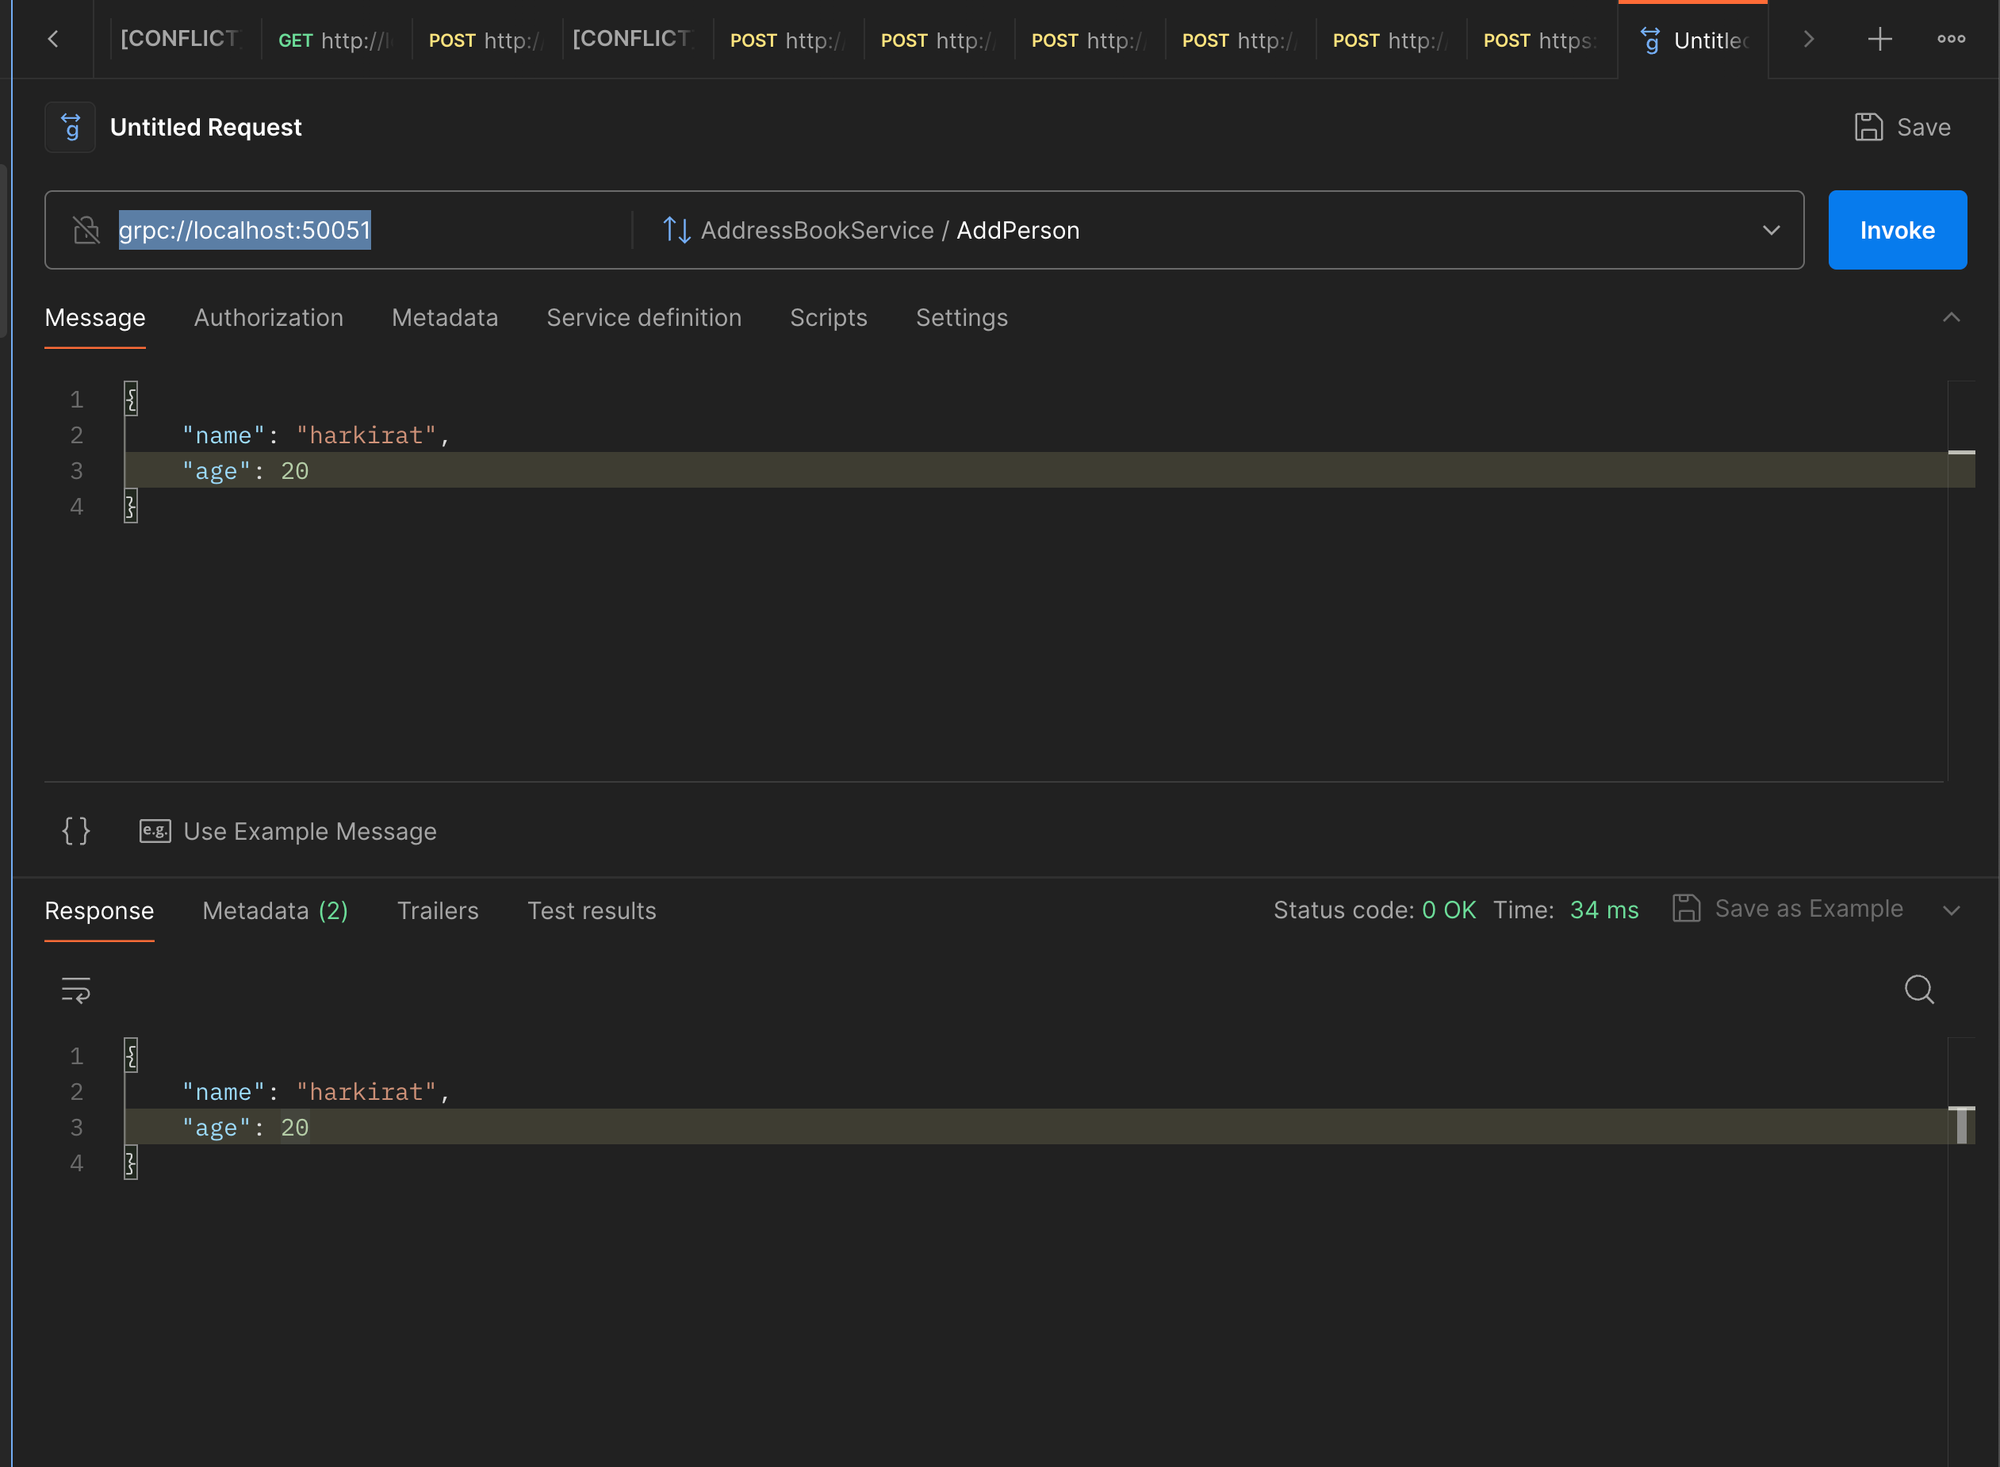 [CONFLICT] GET http://l POST http:/ [CONFLICT] POST http:/ POST http:/ POST http:/ POST http:/ POST http:/ POST https: g Untitled
g Untitled Request Save
grpc://localhost:50051 AddressBookService / AddPerson Invoke
Message Authorization Metadata Service definition Scripts Settings
1 {
2 "name": "harkirat",
3 "age": 20
4 }
{} e.g. Use Example Message
Response Metadata (2) Trailers Test results Status code: 0 OK Time: 34 ms Save as Example
1 {
2 "name": "harkirat",
3 "age": 20
4 }